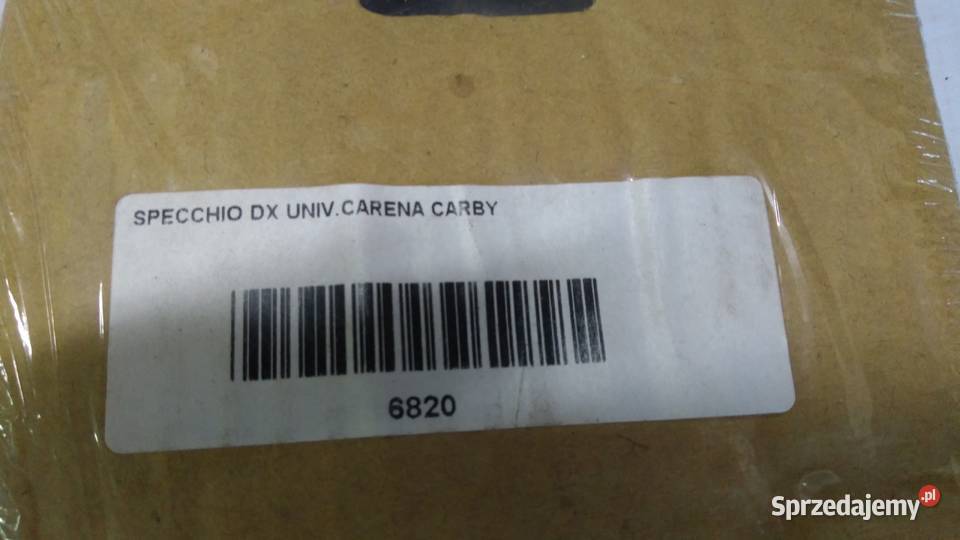 SPECCHIO DX UNIV.CARENA CARBY
6820
Sprzedajemy.pl